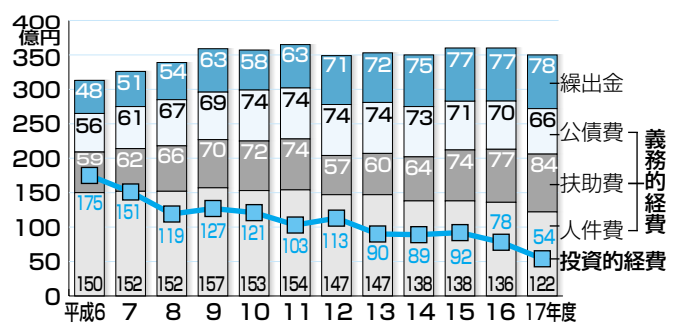 400
億円
350
300
250
200
150
100
50
0
48 51 54 63 58 63 71 72 75 77 77 78
56 61 67 69 74 74 74 74 73 71 70 66
59 62 66 70 72 74 57 60 64 74 77 84
175 151 119 127 121 103 113 90 89 92 78 54
150 152 152 157 153 154 147 147 138 138 136 122
平成6 7 8 9 10 11 12 13 14 15 16 17年度
繰出金
公債費
扶助費
人件費
義務的経費
投資的経費